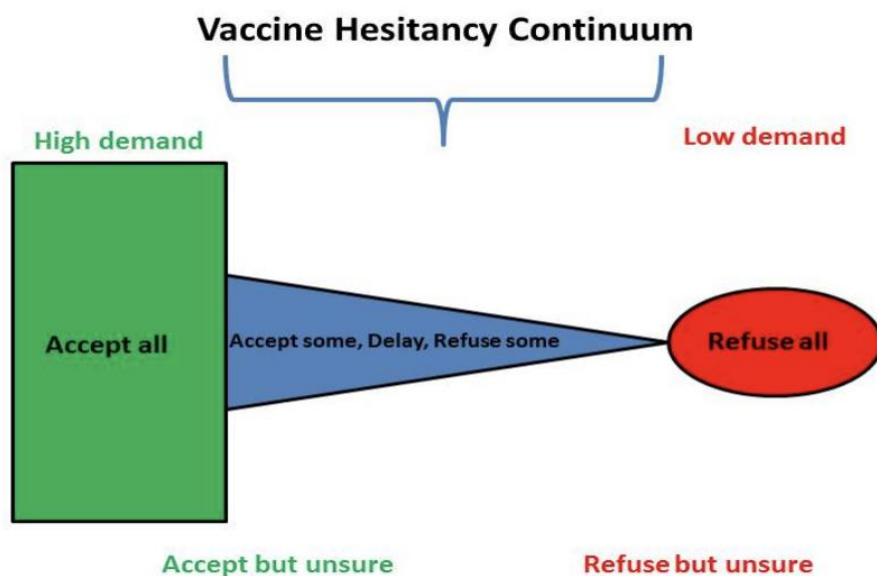 Vaccine Hesitancy Continuum
High demand
Low demand
Accept all
Accept some, Delay, Refuse some
Refuse all
Accept but unsure
Refuse but unsure